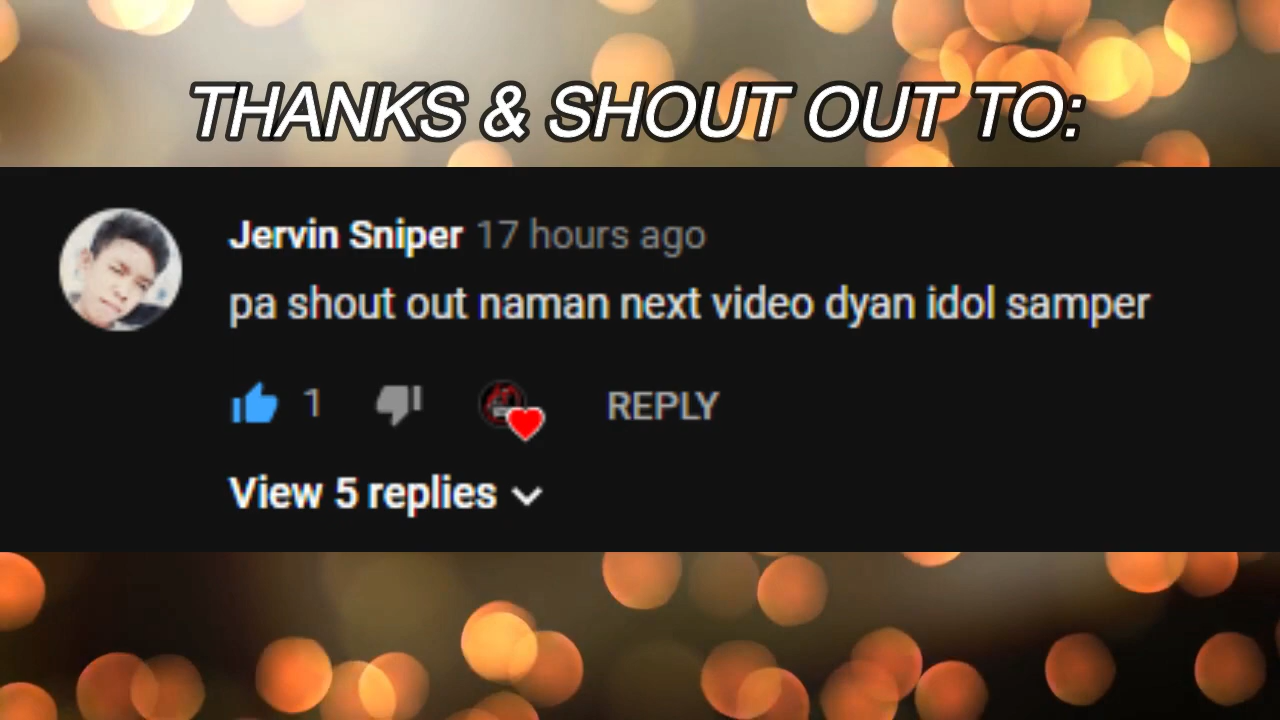 THANKS & SHOUT OUT TO:
Jervin Sniper 17 hours ago
pa shout out naman next video dyan idol samper
1 REPLY
View 5 replies